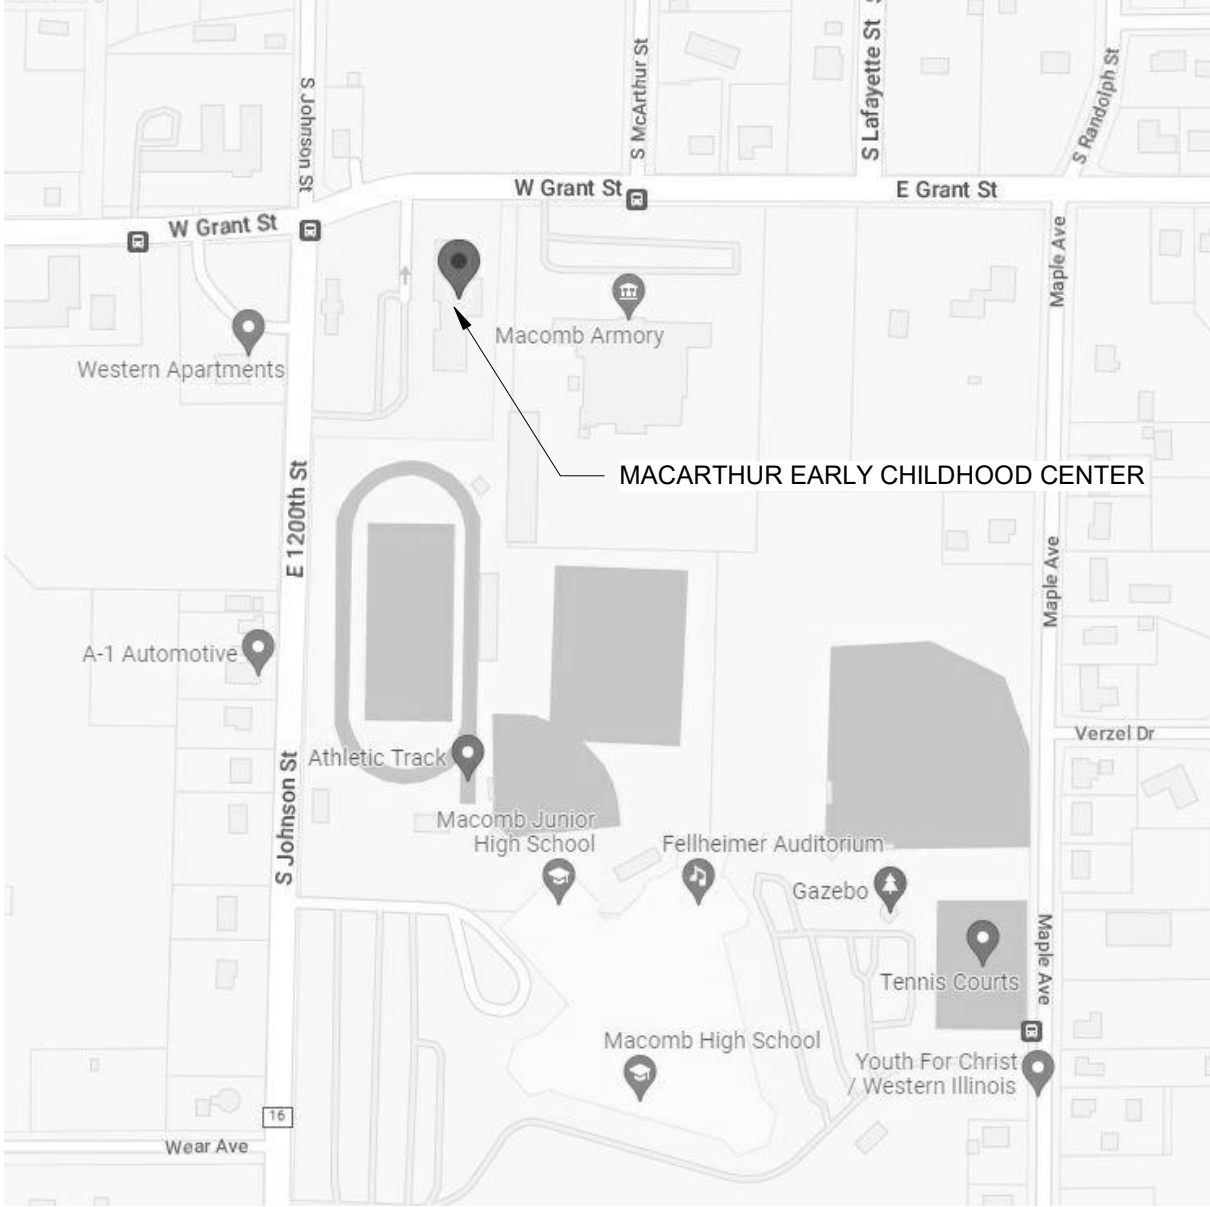 S Johnson St
S McArthur St
S Lafayette St
S Randolph St
W Grant St
E Grant St
W Grant St
Maple Ave
Macomb Armory
Western Apartments
MACARTHUR EARLY CHILDHOOD CENTER
E 1200th St
Maple Ave
A-1 Automotive
Verzel Dr
Athletic Track
S Johnson St
Macomb Junior
High School
Fellheimer Auditorium
Gazebo
Maple Ave
Tennis Courts
Macomb High School
Youth For Christ
/ Western Illinois
16
Wear Ave